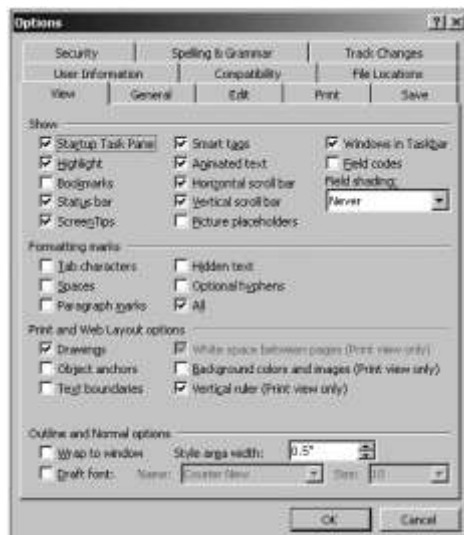 Options
Security Spelling & Grammar Track Changes
User Information Compatibility File Locations
View General Edit Print Save
Show
Startup Task Pane Smart tags Windows in Taskbar
Highlight Animated text Field codes
Bookmarks Horizontal scroll bar Field shading:
Status bar Vertical scroll bar Never
ScreenTips Picture placeholders
Formatting marks
Tab characters Hidden text
Spaces Optional hyphens
Paragraph marks All
Print and Web Layout options
Drawings White space between pages (Print view only)
Object anchors Background colors and images (Print view only)
Text boundaries Vertical ruler (Print view only)
Outline and Normal options
Wrap to window Style area width: 0.5"
Draft font: Name: Courier New Size: 10
OK Cancel